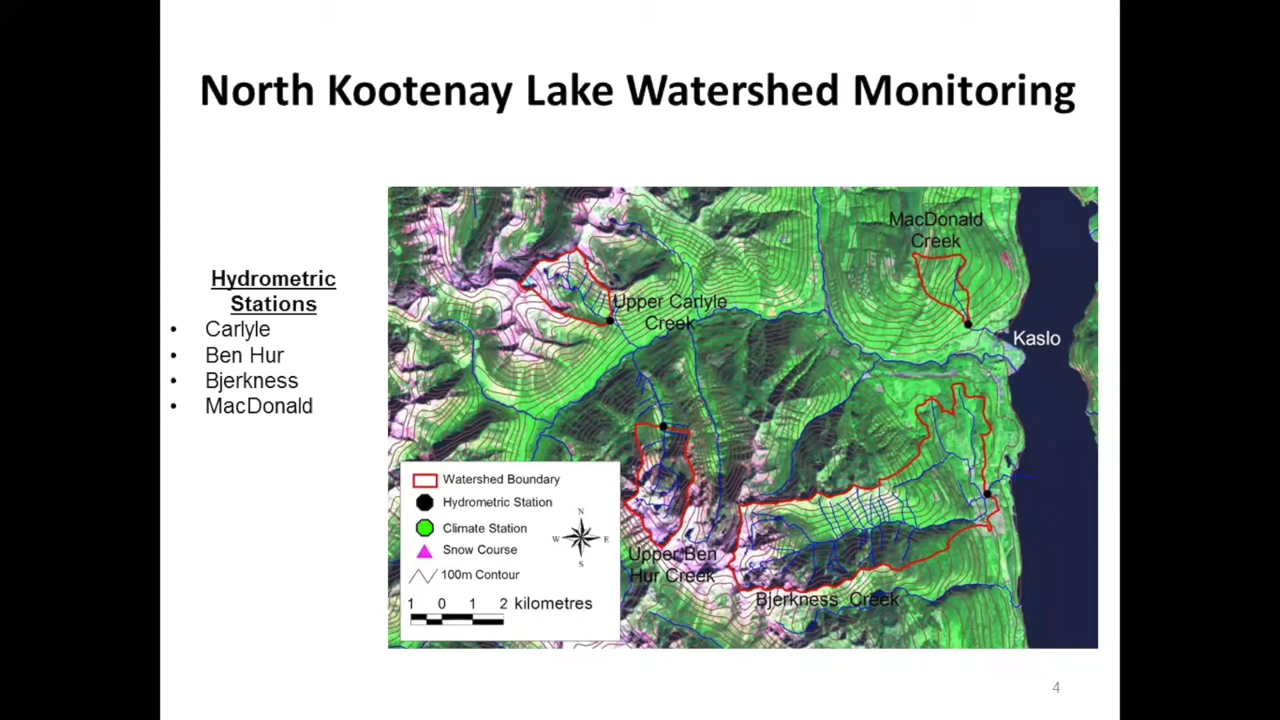 North Kootenay Lake Watershed Monitoring
Hydrometric
Stations
• Carlyle
• Ben Hur
• Bjerkness
• MacDonald
MacDonald
Creek
Upper Carlyle
Creek
Kaslo
Upper Ben
Hur Creek
Bjerkness Creek
Watershed Boundary
Hydrometric Station
Climate Station
Snow Course
100m Contour
N
W E
S
1 0 1 2 kilometres
4